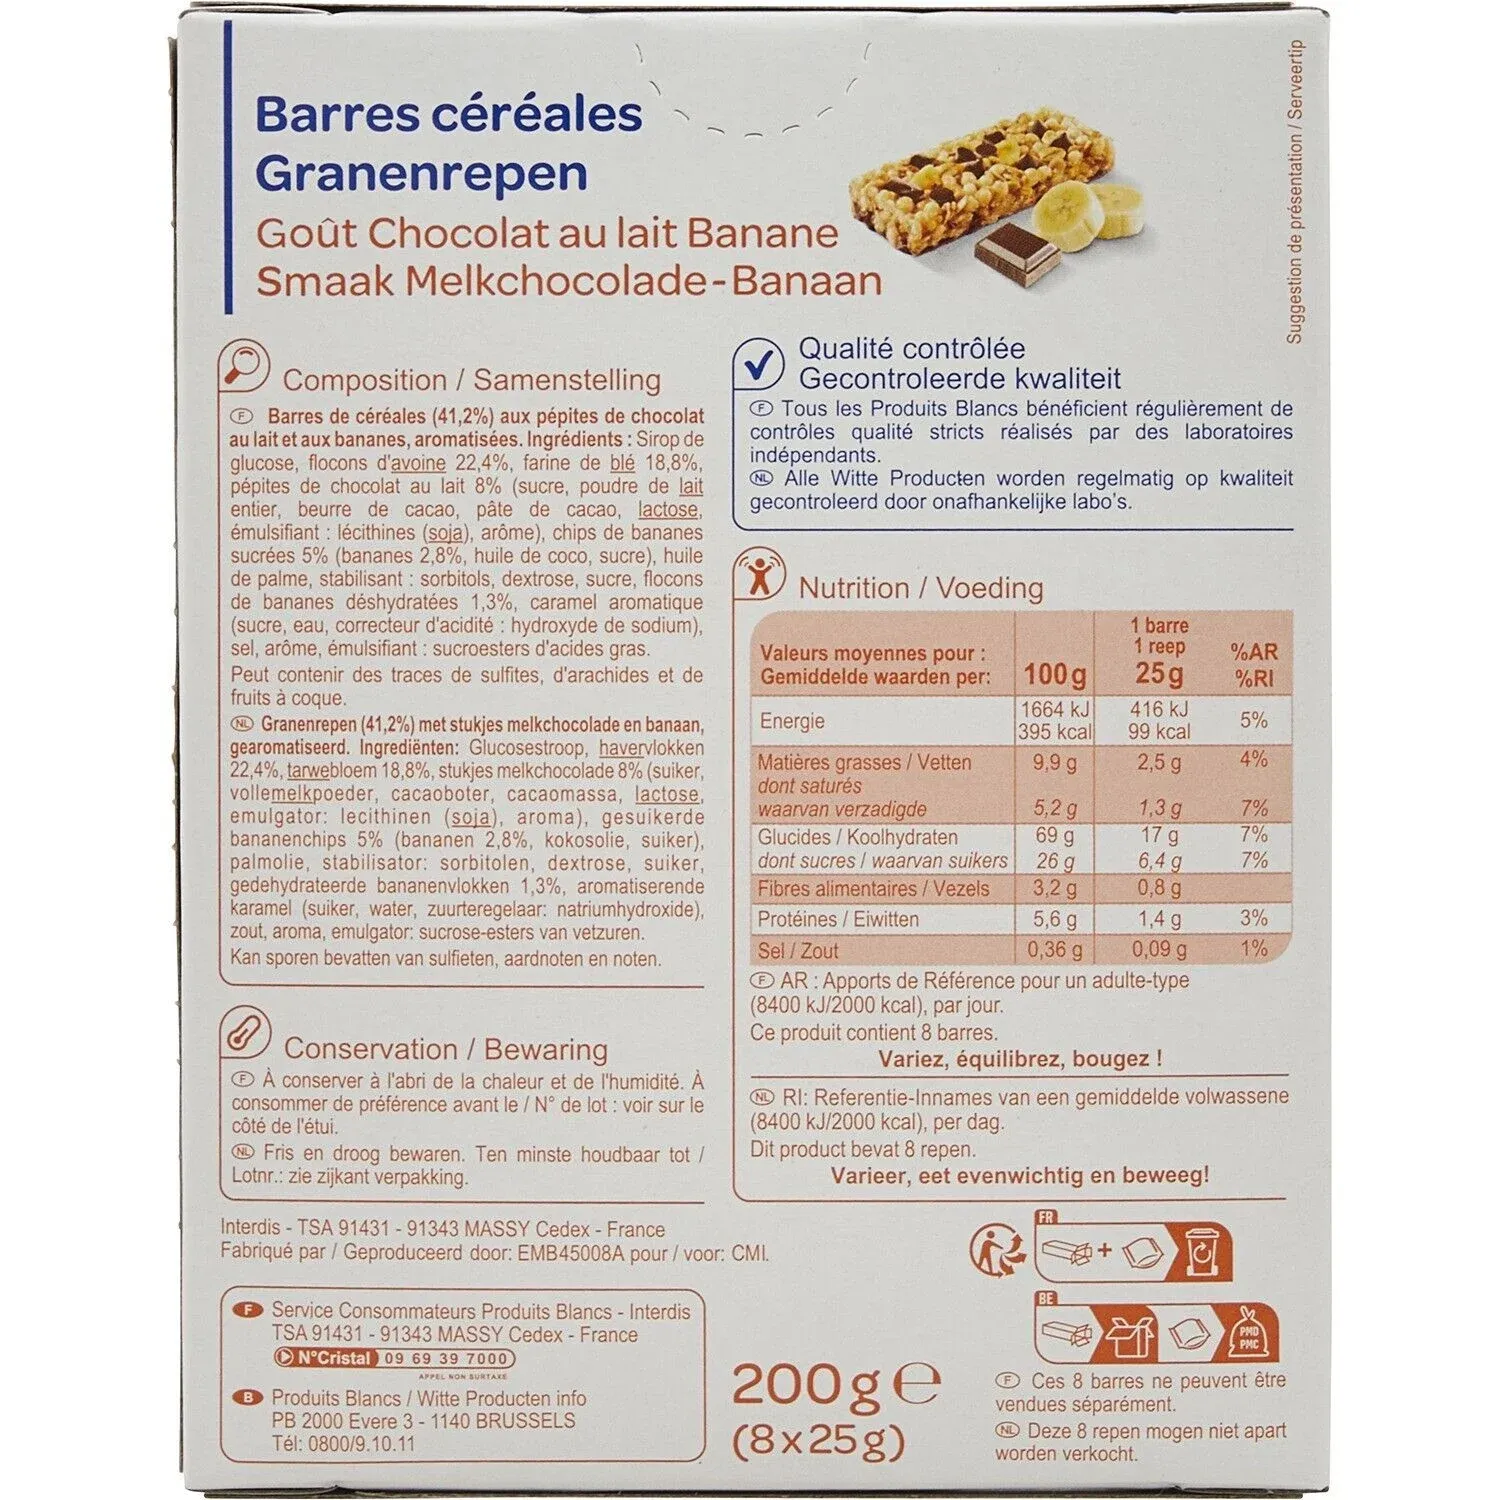 Barres céréales
Granenrepen
Goût Chocolat au lait Banane
Smaak Melkchocolade-Banaan
Suggestion de présentation / Serveertip
Composition / Samenstelling
F Barres de céréales (41,2%) aux pépites de chocolat
au lait et aux bananes, aromatisées. Ingrédients : Sirop de
glucose, flocons d'avoine 22,4%, farine de blé 18,8%,
pépites de chocolat au lait 8% (sucre, poudre de lait
entier, beurre de cacao, pâte de cacao, lactose,
émulsifiant : lécithines (soja), arôme), chips de bananes
sucrées 5% (bananes 2,8%, huile de coco, sucre), huile
de palme, stabilisant : sorbitols, dextrose, sucre, flocons
de bananes déshydratées 1,3%, caramel aromatique
(sucre, eau, correcteur d'acidité : hydroxyde de sodium),
sel, arôme, émulsifiant : sucroesters d'acides gras.
Peut contenir des traces de sulfites, d'arachides et de
fruits à coque.
NL Granenrepen (41,2%) met stukjes melkchocolade en banaan,
gearomatiseerd. Ingrediënten: Glucosestroop, havervlokken
22,4%, tarwebloem 18,8%, stukjes melkchocolade 8% (suiker,
vollemelkpoeder, cacaoboter, cacaomassa, lactose,
emulgator: lecithinen (soja), aroma), gesuikerde
bananenchips 5% (bananen 2,8%, kokosolie, suiker),
palmolie, stabilisator: sorbitolen, dextrose, suiker,
gedehydrateerde bananenvlokken 1,3%, aromatiserende
karamel (suiker, water, zuurteregelaar: natriumhydroxide),
zout, aroma, emulgator: sucrose-esters van vetzuren.
Kan sporen bevatten van sulfieten, aardnoten en noten.
Conservation / Bewaring
F À conserver à l'abri de la chaleur et de l'humidité. À
consommer de préférence avant le / N° de lot : voir sur le
côté de l'étui.
NL Fris en droog bewaren. Ten minste houdbaar tot /
Lotnr.: zie zijkant verpakking.
Interdis - TSA 91431 - 91343 MASSY Cedex - France
Fabriqué par / Geproduceerd door: EMB45008A pour / voor: CMI.
F Service Consommateurs Produits Blancs - Interdis
TSA 91431 - 91343 MASSY Cedex - France
N°Cristal 09 69 39 7000
APPEL NON SURTAXÉ
B Produits Blancs / Witte Producten info
PB 2000 Evere 3 - 1140 BRUSSELS
Tél: 0800/9.10.11
Qualité contrôlée
Gecontroleerde kwaliteit
F Tous les Produits Blancs bénéficient régulièrement de
contrôles qualité stricts réalisés par des laboratoires
indépendants.
NL Alle Witte Producten worden regelmatig op kwaliteit
gecontroleerd door onafhankelijke labo's.
Nutrition / Voeding
Valeurs moyennes pour :
Gemiddelde waarden per: 100g 1 barre 1 reep 25g %AR %RI
Energie 1664 kJ 395 kcal 416 kJ 99 kcal 5%
Matières grasses / Vetten 9,9 g 2,5 g 4%
dont saturés
waarvan verzadigde 5,2 g 1,3 g 7%
Glucides / Koolhydraten 69 g 17 g 7%
dont sucres / waarvan suikers 26 g 6,4 g 7%
Fibres alimentaires / Vezels 3,2 g 0,8 g
Protéines / Eiwitten 5,6 g 1,4 g 3%
Sel / Zout 0,36 g 0,09 g 1%
F AR : Apports de Référence pour un adulte-type
(8400 kJ/2000 kcal), par jour.
Ce produit contient 8 barres.
Variez, équilibrez, bougez !
NL RI: Referentie-Innames van een gemiddelde volwassene
(8400 kJ/2000 kcal), per dag.
Dit product bevat 8 repen.
Varieer, eet evenwichtig en beweeg!
FR
+
BE
PMD
PMC
200g e
(8x25g)
F Ces 8 barres ne peuvent être
vendues séparément.
NL Deze 8 repen mogen niet apart
worden verkocht.